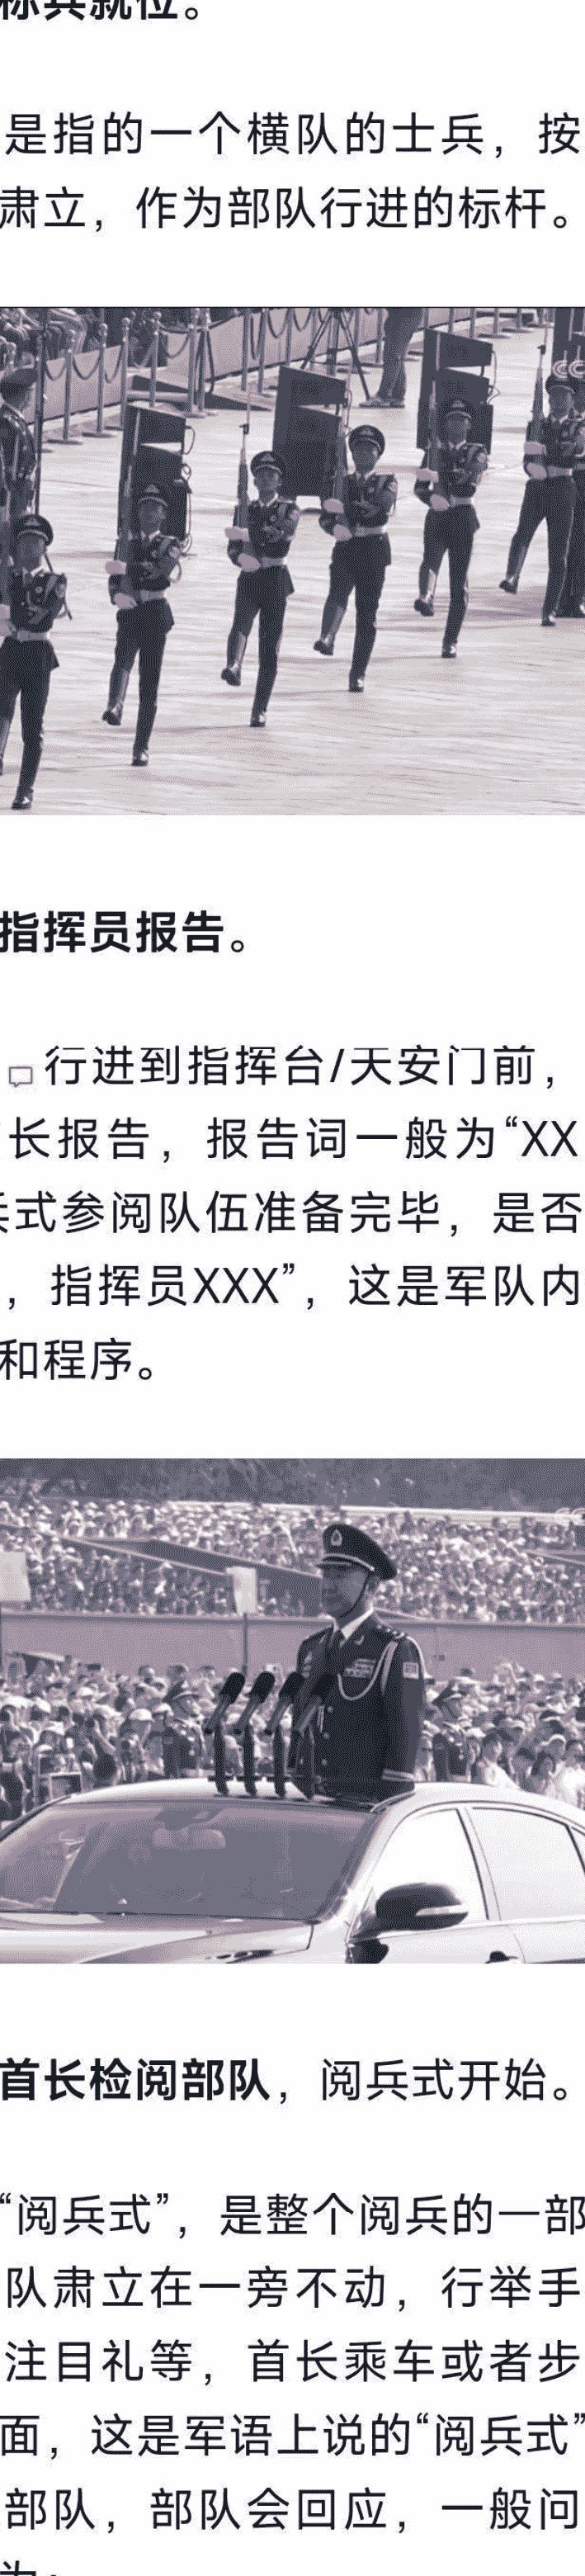 标兵就位。
是指的一个横队的士兵，按
肃立，作为部队行进的标杆。
CC
指挥员报告。
行进到指挥台/天安门前，
长报告，报告词一般为“XX
式参阅队伍准备完毕，是否
，指挥员XXX”，这是军队内
和程序。
首长检阅部队，阅兵式开始。
“阅兵式”，是整个阅兵的一部
队肃立在一旁不动，行举手
注目礼等，首长乘车或者步
面，这是军语上说的“阅兵式”
部队，部队会回应，一般问